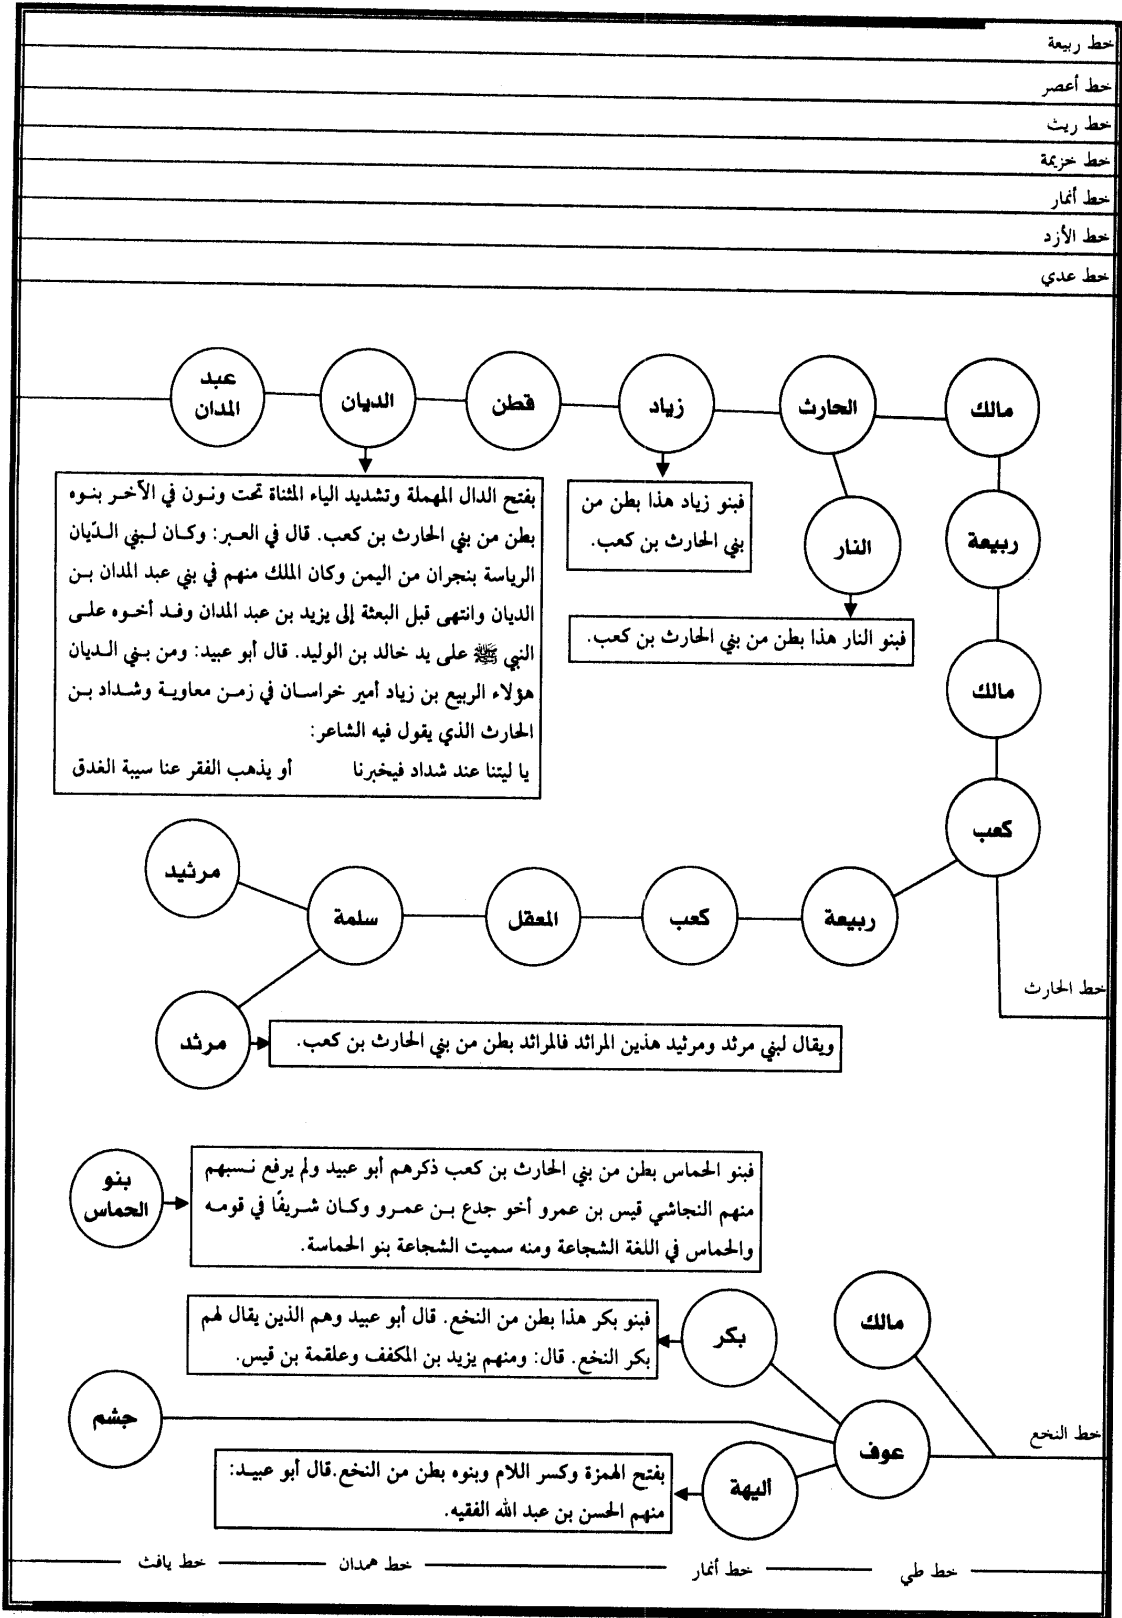 خط ربيعة
خط أعصر
خط ريث
خط خزيمة
خط أنمار
خط الأزد
خط عدي
مالك
الحارث
زياد
قطن
الديان
عبد
المدان
بفتح الدال المهملة وتشديد الياء المثناة تحت ونون في الآخر بنوه
بطن من بني الحارث بن كعب. قال في العبر: وكان لبني الدّيان
الرياسة بنجران من اليمن وكان الملك منهم في بني عبد المدان بن
الديان وانتهى قبل البعثة إلى يزيد بن عبد المدان وفد أخوه على
النبي ﷺ على يد خالد بن الوليد. قال أبو عبيد: ومن بني الديان
هؤلاء الربيع بن زياد أمير خراسان في زمن معاوية وشداد بن
الحارث الذي يقول فيه الشاعر:
يا ليتنا عند شداد فيخبرنا أو يذهب الفقر عنا سيبة الغدق
فبنو زياد هذا بطن من
بني الحارث بن كعب.
النار
فبنو النار هذا بطن من بني الحارث بن كعب.
ربيعة
مالك
كعب
ربيعة
كعب
المعقل
سلمة
مرثيد
مرثد
ويقال لبني مرثد ومرثيد هذين المرائد فالمرائد بطن من بني الحارث بن كعب.
خط الحارث
بنو
الحماس
فبنو الحماس بطن من بني الحارث بن كعب ذكرهم أبو عبيد ولم يرفع نسبهم
منهم النجاشي قيس بن عمرو أخو جدع بن عمرو وكان شريفًا في قومه
والحماس في اللغة الشجاعة ومنه سميت الشجاعة بنو الحماسة.
مالك
بكر
فبنو بكر هذا بطن من النخع. قال أبو عبيد وهم الذين يقال لهم
بكر النخع. قال: ومنهم يزيد بن المكفف وعلقمة بن قيس.
جشم
خط النخع
عوف
أليهة
بفتح الهمزة وكسر اللام وبنوه بطن من النخع.قال أبو عبيد:
منهم الحسن بن عبد الله الفقيه.
خط طي
خط أنمار
خط همدان
خط يافث